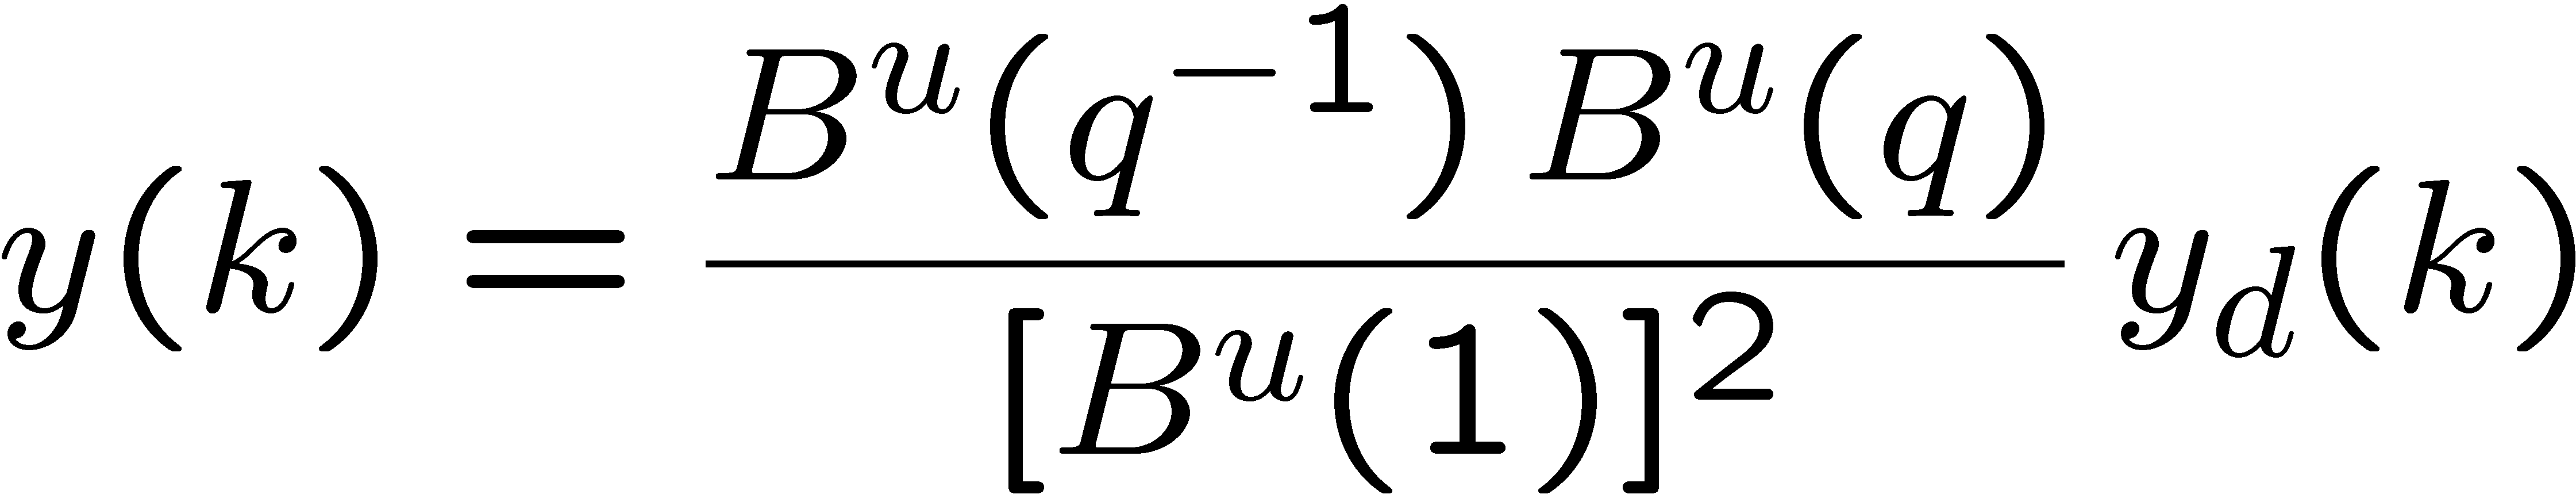 y(k) = \frac{B^u(q^{-1}) B^u(q)}{[B^u(1)]^2} y_d(k)